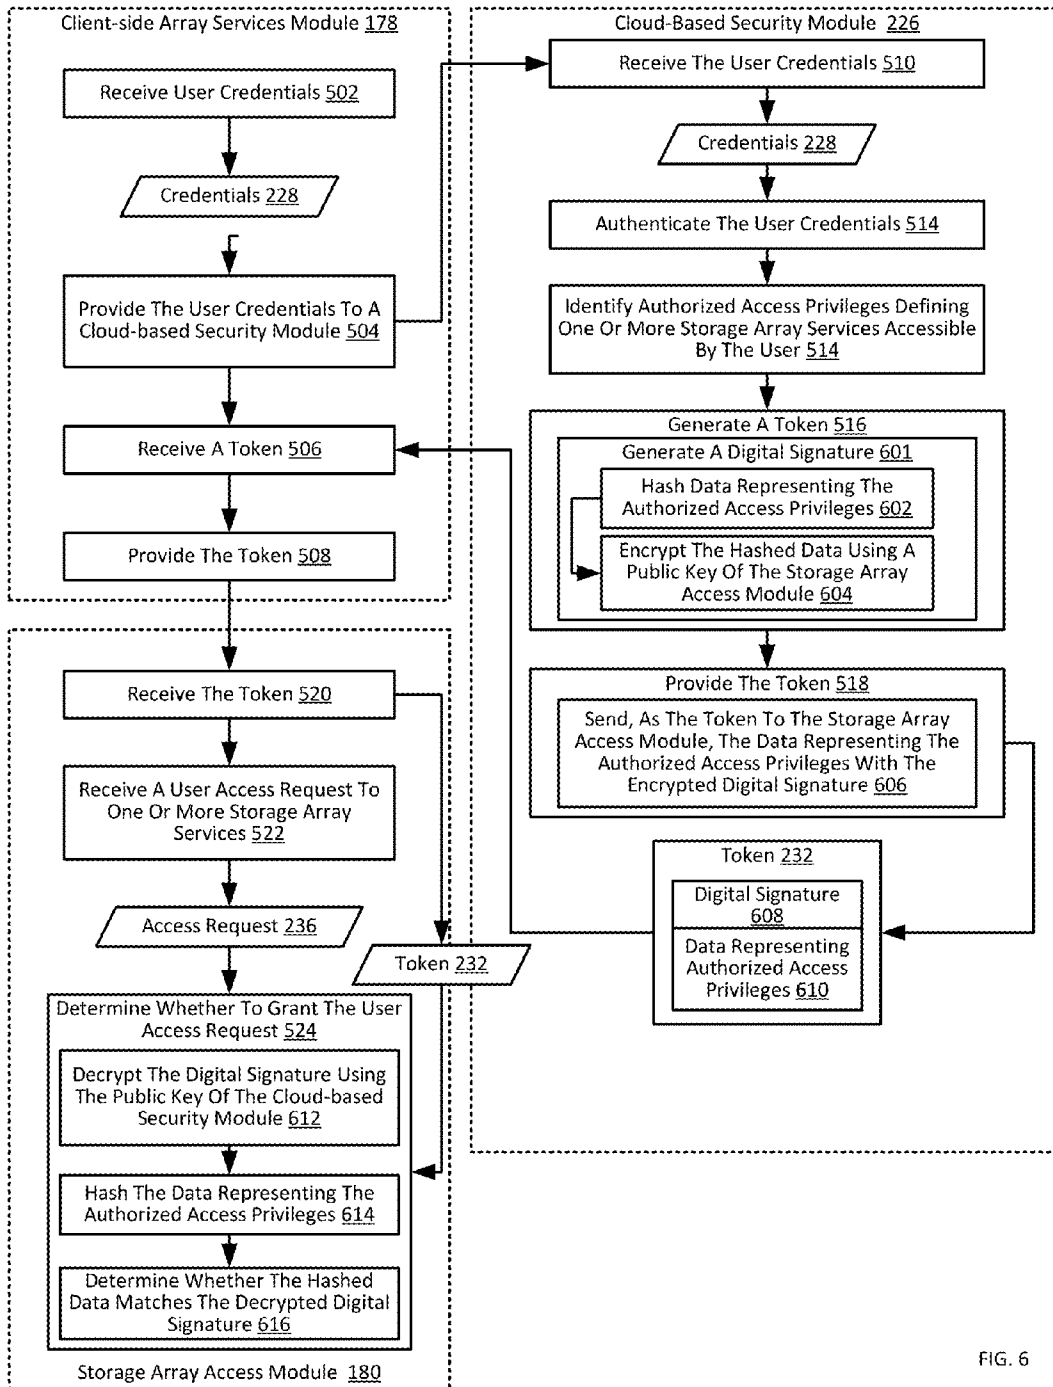 Client-side Array Services Module 178
Receive User Credentials 502
Credentials 228
Provide The User Credentials To A
Cloud-based Security Module 504
Receive A Token 506
Provide The Token 508
Cloud-Based Security Module 226
Receive The User Credentials 510
Credentials 228
Authenticate The User Credentials 514
Identify Authorized Access Privileges Defining
One Or More Storage Array Services Accessible
By The User 514
Generate A Token 516
Generate A Digital Signature 601
Hash Data Representing The
Authorized Access Privileges 602
Encrypt The Hashed Data Using A
Public Key Of The Storage Array
Access Module 604
Provide The Token 518
Send, As The Token To The Storage Array
Access Module, The Data Representing The
Authorized Access Privileges With The
Encrypted Digital Signature 606
Token 232
Digital Signature
608
Data Representing
Authorized Access
Privileges 610
Receive The Token 520
Receive A User Access Request To
One Or More Storage Array
Services 522
Access Request 236
Token 232
Determine Whether To Grant The User
Access Request 524
Decrypt The Digital Signature Using
The Public Key Of The Cloud-based
Security Module 612
Hash The Data Representing The
Authorized Access Privileges 614
Determine Whether The Hashed
Data Matches The Decrypted Digital
Signature 616
Storage Array Access Module 180
FIG. 6